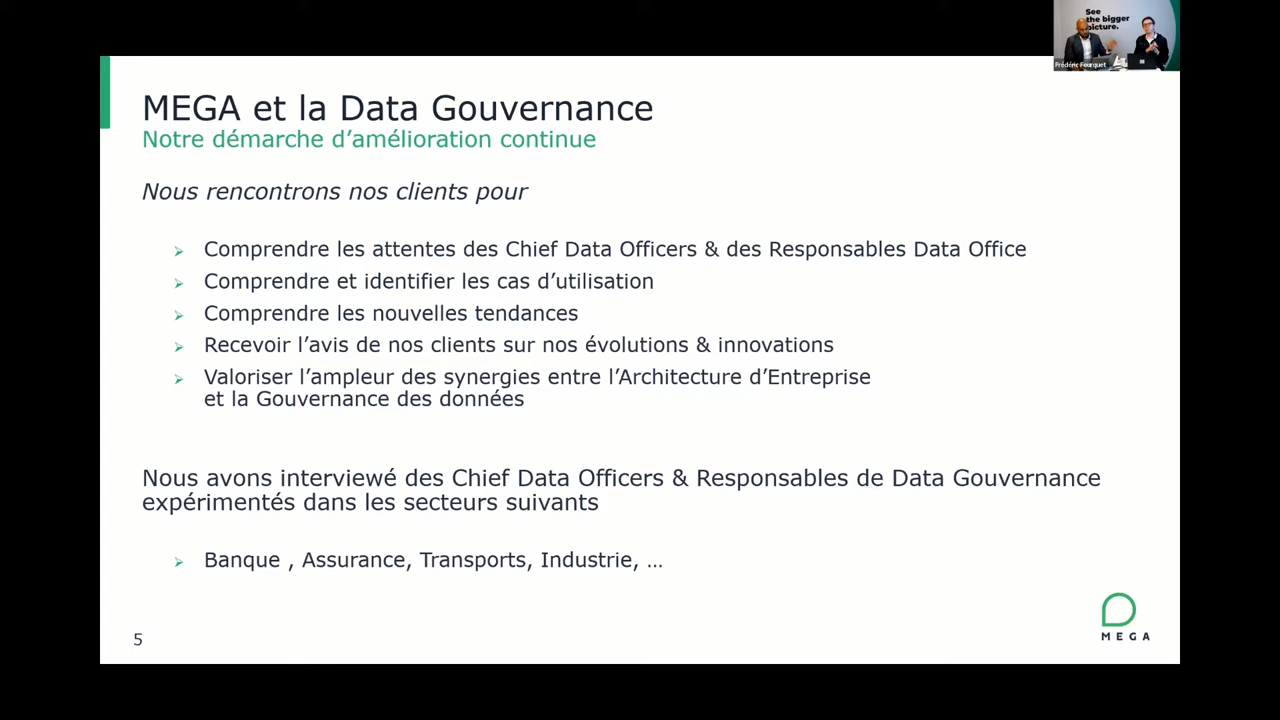 See
the bigger
picture.
Frédéric Fourquet
MEGA et la Data Gouvernance
Notre démarche d’amélioration continue
Nous rencontrons nos clients pour
Comprendre les attentes des Chief Data Officers & des Responsables Data Office
Comprendre et identifier les cas d’utilisation
Comprendre les nouvelles tendances
Recevoir l’avis de nos clients sur nos évolutions & innovations
Valoriser l’ampleur des synergies entre l’Architecture d’Entreprise
et la Gouvernance des données
Nous avons interviewé des Chief Data Officers & Responsables de Data Gouvernance
expérimentés dans les secteurs suivants
Banque , Assurance, Transports, Industrie, …
5
MEGA